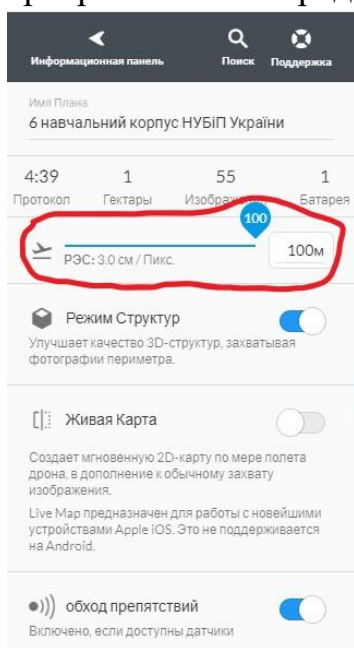 Информационная панель
Поиск
Поддержка
Имя Плана
6 навчальний корпус НУБіП України
4:39 1 55 1
Протокол Гектары Батарея
100
РЭС: 3.0 см / Пикс.
100м
Режим Структур
Улучшает качество 3D-структур, захватывая
фотографии периметра.
Живая Карта
Создает мгновенную 2D-карту по мере полета
дрона, в дополнение к обычному захвату
изображения.
Live Map предназначен для работы с новейшими
устройствами Apple iOS. Это не поддерживается
на Android.
обход препятствий
Включено, если доступны датчики